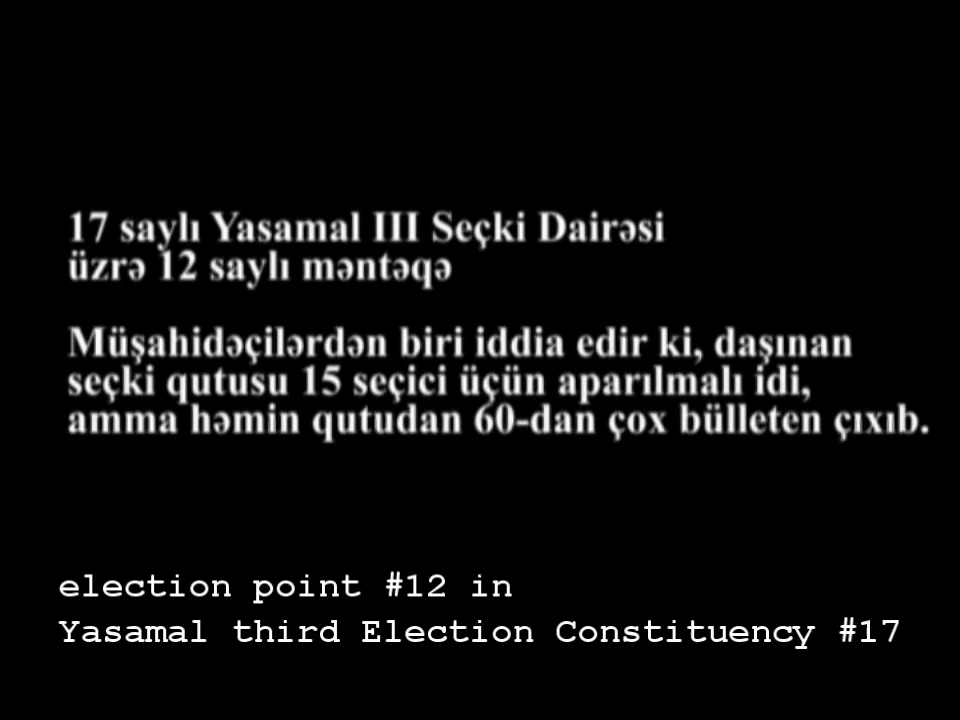 17 saylı Yasamal III Seçki Dairəsi
üzrə 12 saylı məntəqə
Müşahidəçilərdən biri iddia edir ki, daşınan
seçki qutusu 15 seçici üçün aparılmalı idi,
amma həmin qutudan 60-dan çox bülleten çıxıb.
election point #12 in
Yasamal third Election Constituency #17